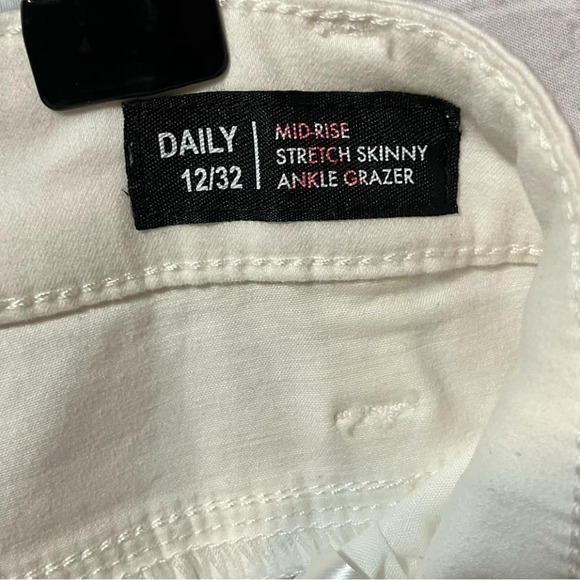 DAILY
12/32
MID-RISE
STRETCH SKINNY
ANKLE GRAZER